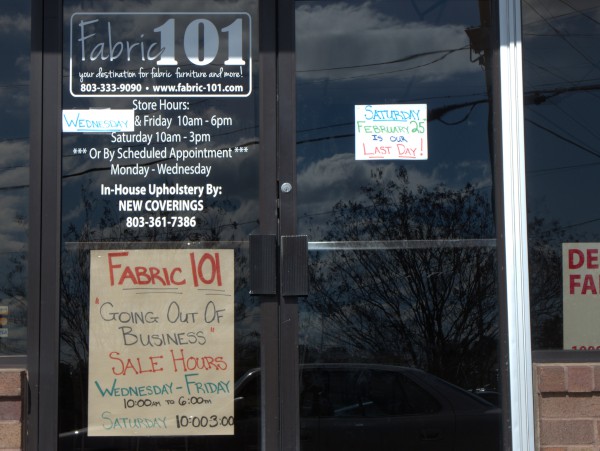 Fabric 101
your destination for fabric furniture and more!
803-333-9090 • www.fabric-101.com
Store Hours:
WEDNESDAY & Friday 10am - 6pm
Saturday 10am - 3pm
*** Or By Scheduled Appointment ***
Monday - Wednesday
In-House Upholstery By:
NEW COVERINGS
803-361-7386
SATURDAY
FEBRUARY 25
IS OUR
LAST DAY!
FABRIC 101
"GOING OUT OF
BUSINESS"
SALE HOURS
WEDNESDAY-FRIDAY
10:00AM TO 6:00PM
SATURDAY 10:003:00
DE
FA